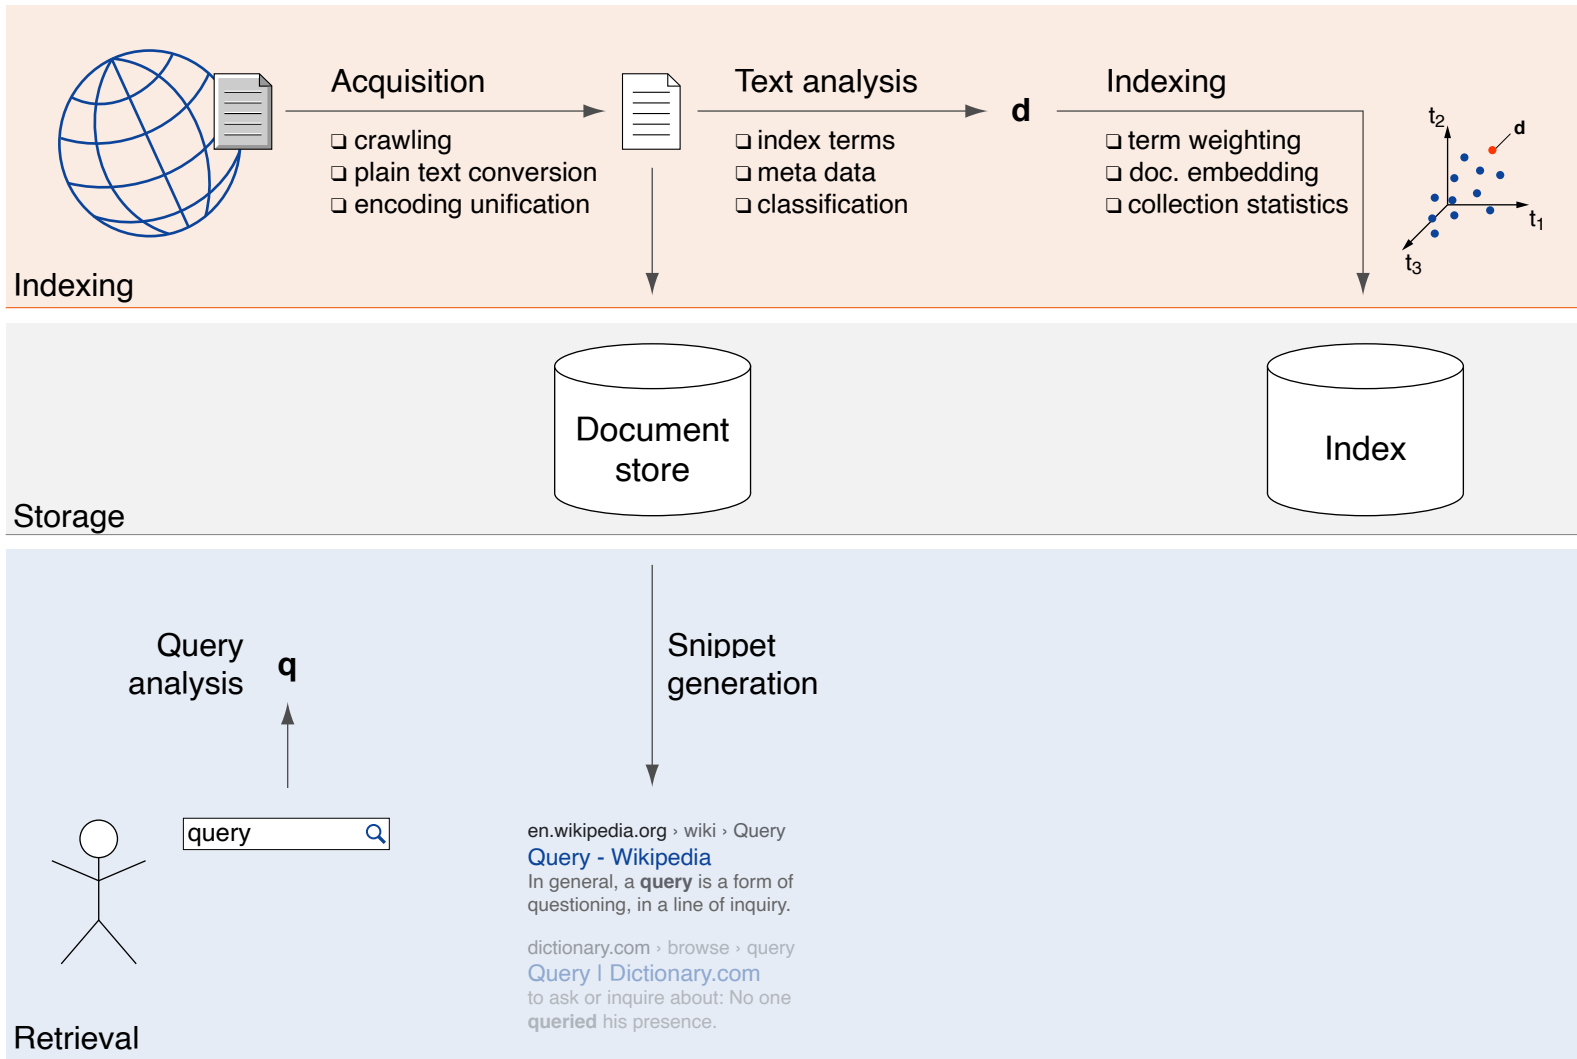 Acquisition
❑ crawling
❑ plain text conversion
❑ encoding unification
Text analysis
❑ index terms
❑ meta data
❑ classification
d
Indexing
❑ term weighting
❑ doc. embedding
❑ collection statistics
t2
d
t1
t3
Indexing
Document
store
Index
Storage
Query
analysis
q
Snippet
generation
query
en.wikipedia.org › wiki › Query
Query - Wikipedia
In general, a query is a form of
questioning, in a line of inquiry.
dictionary.com › browse › query
Query | Dictionary.com
to ask or inquire about: No one
queried his presence.
Retrieval